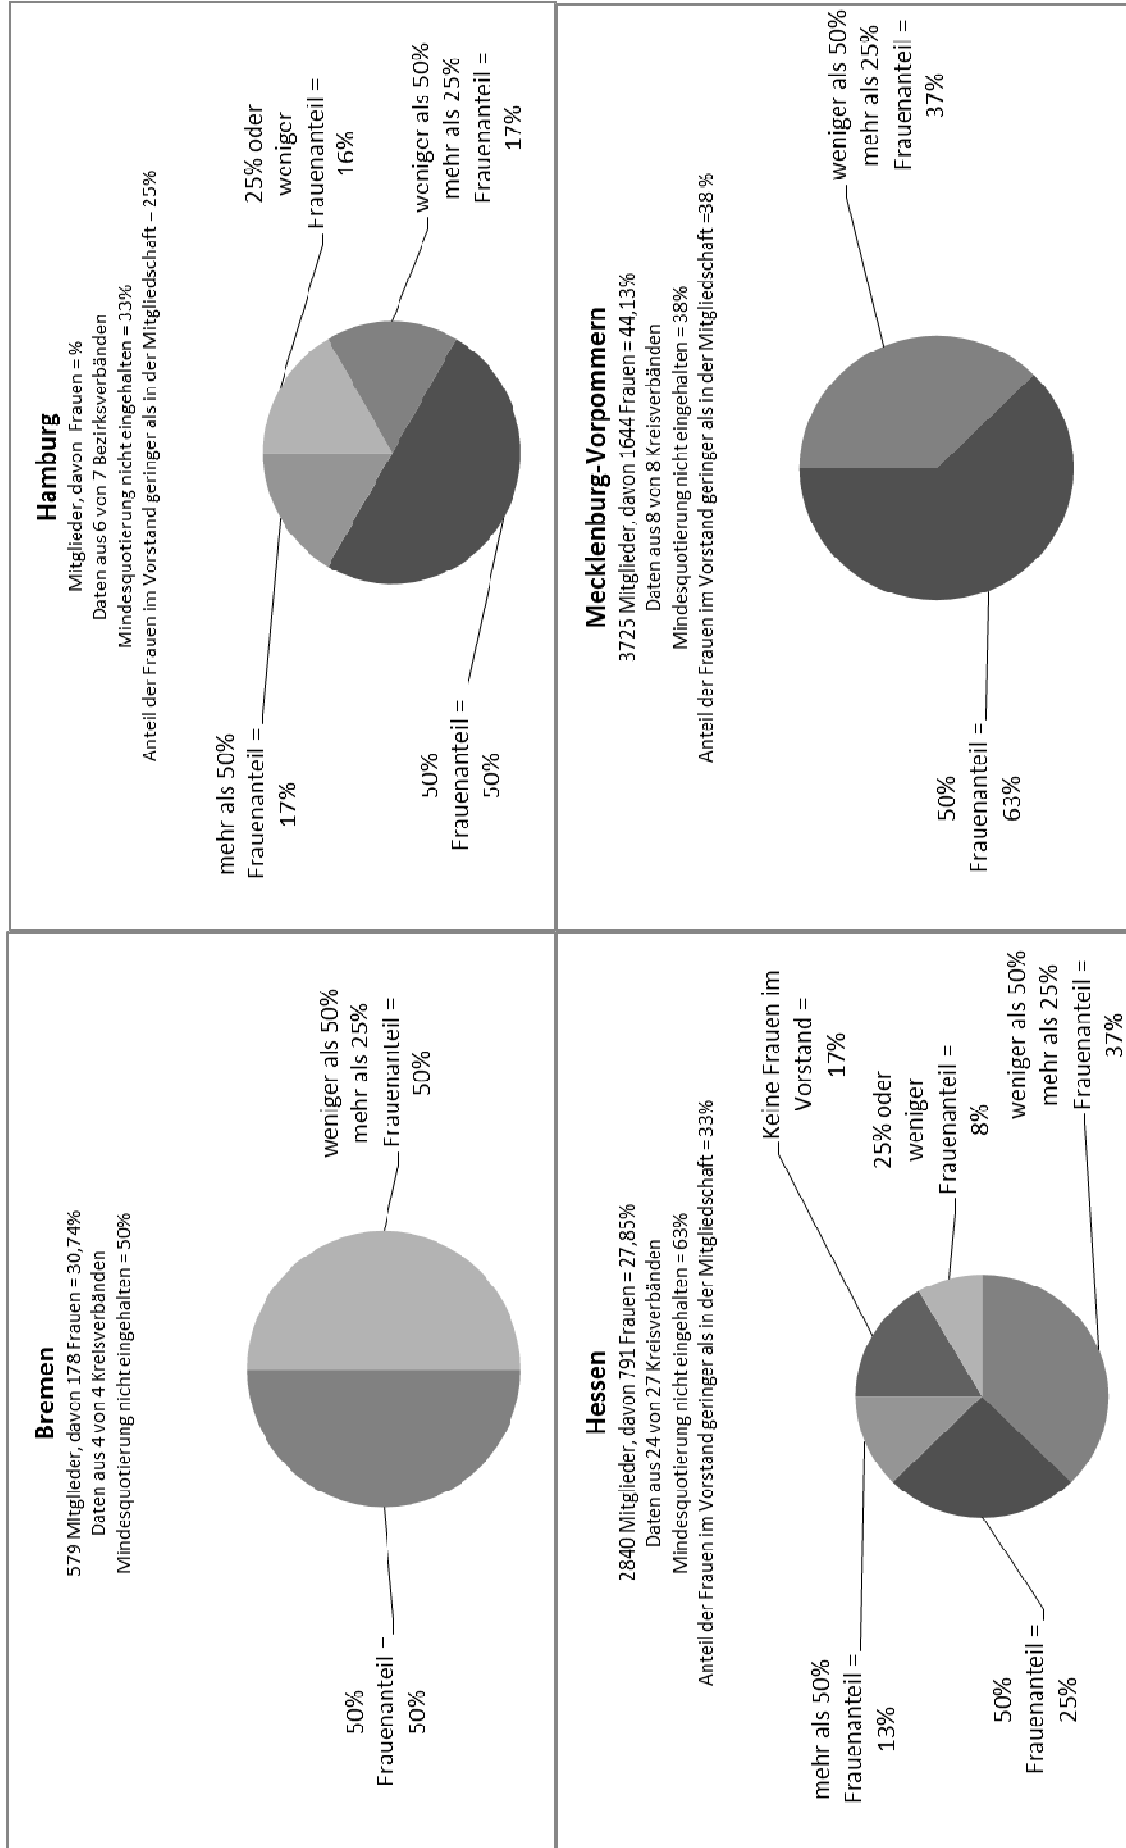 Bremen
579 Mitglieder, davon 178 Frauen = 30,74%
Daten aus 4 von 4 Kreisverbänden
Mindesquotierung nicht eingehalten = 50%
50%
Frauenanteil =
50%
weniger als 50%
mehr als 25%
Frauenanteil =
50%
Hamburg
Mitglieder, davon Frauen = %
Daten aus 6 von 7 Bezirksverbänden
Mindesquotierung nicht eingehalten = 33%
Anteil der Frauen im Vorstand geringer als in der Mitgliedschaft = 25%
mehr als 50%
Frauenanteil =
17%
25% oder
weniger
Frauenanteil =
16%
50%
Frauenanteil =
50%
weniger als 50%
mehr als 25%
Frauenanteil =
17%
Hessen
2840 Mitglieder, davon 791 Frauen = 27,85%
Daten aus 24 von 27 Kreisverbänden
Mindesquotierung nicht eingehalten = 63%
Anteil der Frauen im Vorstand geringer als in der Mitgliedschaft = 33%
mehr als 50%
Frauenanteil =
13%
Keine Frauen im
Vorstand =
17%
25% oder
weniger
Frauenanteil =
8%
50%
Frauenanteil =
25%
weniger als 50%
mehr als 25%
Frauenanteil =
37%
Mecklenburg-Vorpommern
3725 Mitglieder, davon 1644 Frauen = 44,13%
Daten aus 8 von 8 Kreisverbänden
Mindesquotierung nicht eingehalten = 38%
Anteil der Frauen im Vorstand geringer als in der Mitgliedschaft =38 %
50%
Frauenanteil =
63%
weniger als 50%
mehr als 25%
Frauenanteil =
37%